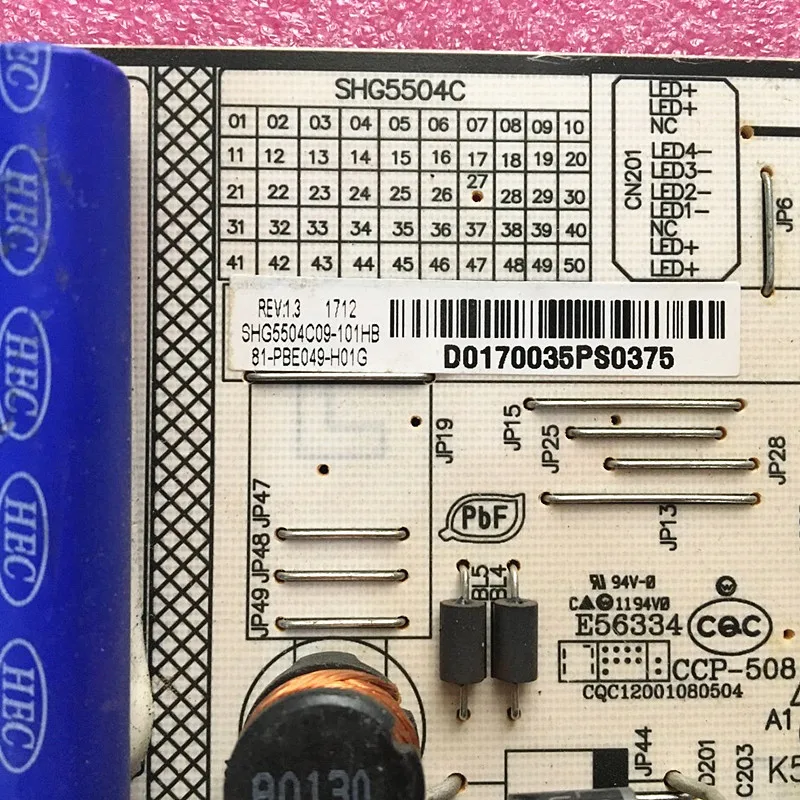 SHG5504C
01 02 03 04 05 06 07 08 09 10
11 12 13 14 15 16 17 18 19 20
21 22 23 24 25 26 27 28 29 30
31 32 33 34 35 36 37 38 39 40
41 42 43 44 45 46 47 48 49 50
CN201
LED+
LED+
NC
LED4-
LED3-
LED2-
LED1-
NC
LED+
LED+
JP6
REV:1.3 1712
SHG5504C09-101HB
81-PBE049-H01G
D0170035PS0375
HEC
HEC
HEC
HEC
HEC
JP19
JP15
JP25
JP28
JP13
JP47
JP48
JP49
PbF
BL5
BL4
94V-0
1194V0
E56334
CQC
CCP-508
CQC12001080504
80130
JP44
D201
C203
A1
K5